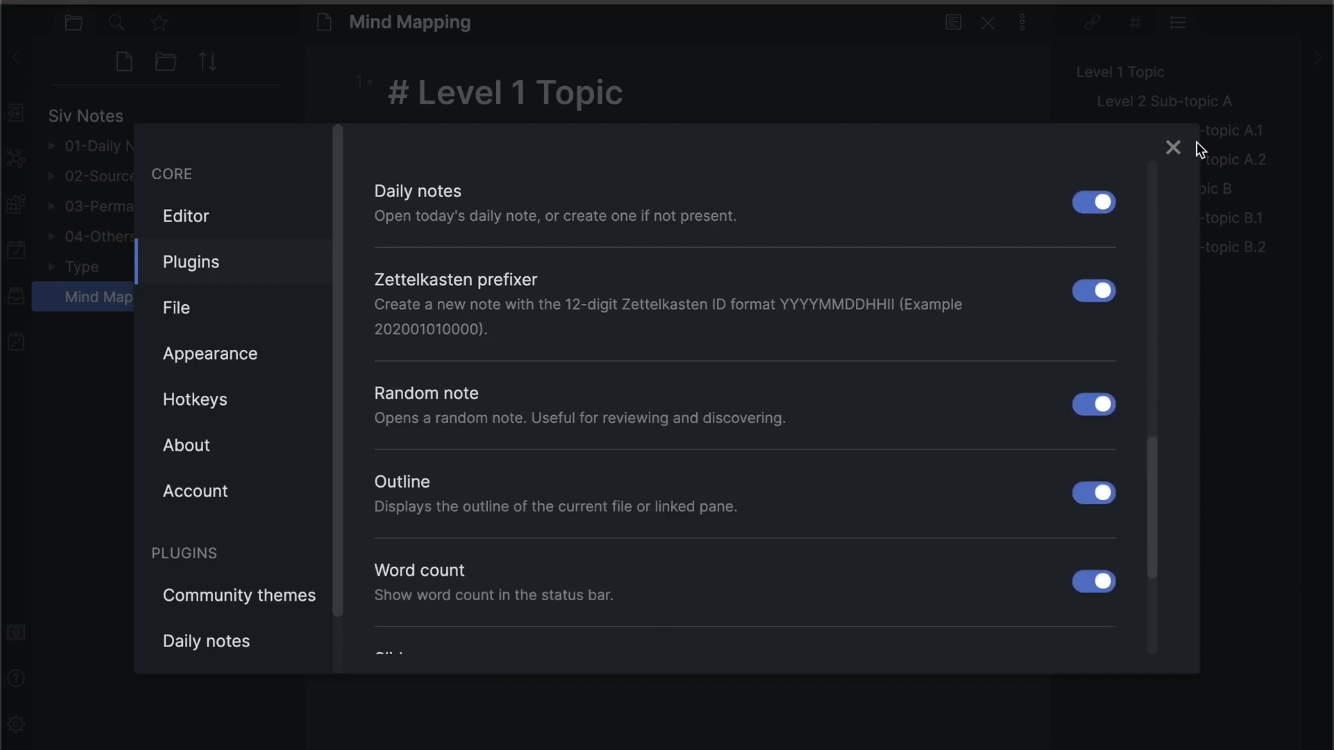 Mind Mapping
1
# Level 1 Topic
Level 1 Topic
Level 2 Sub-topic A
-topic A.1
topic A.2
pic B
-topic B.1
-topic B.2
Siv Notes
01-Daily N
02-Source
03-Perma
04-Others
Type
Mind Map
CORE
Editor
Plugins
File
Appearance
Hotkeys
About
Account
PLUGINS
Community themes
Daily notes
Daily notes
Open today's daily note, or create one if not present.
Zettelkasten prefixer
Create a new note with the 12-digit Zettelkasten ID format YYYYMMDDHHII (Example
202001010000).
Random note
Opens a random note. Useful for reviewing and discovering.
Outline
Displays the outline of the current file or linked pane.
Word count
Show word count in the status bar.